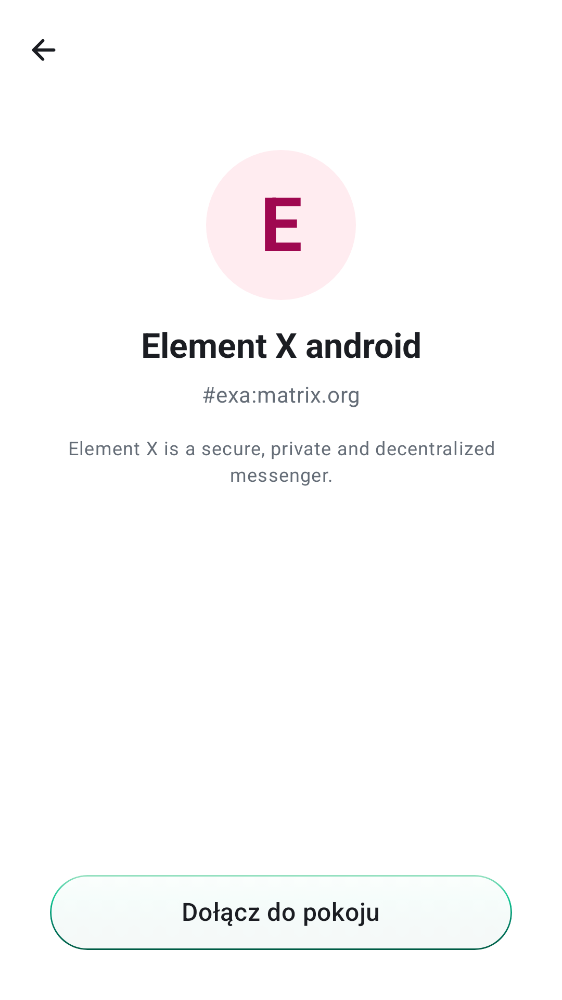 E
Element X android
#exa:matrix.org
Element X is a secure, private and decentralized
messenger.
Dołącz do pokoju